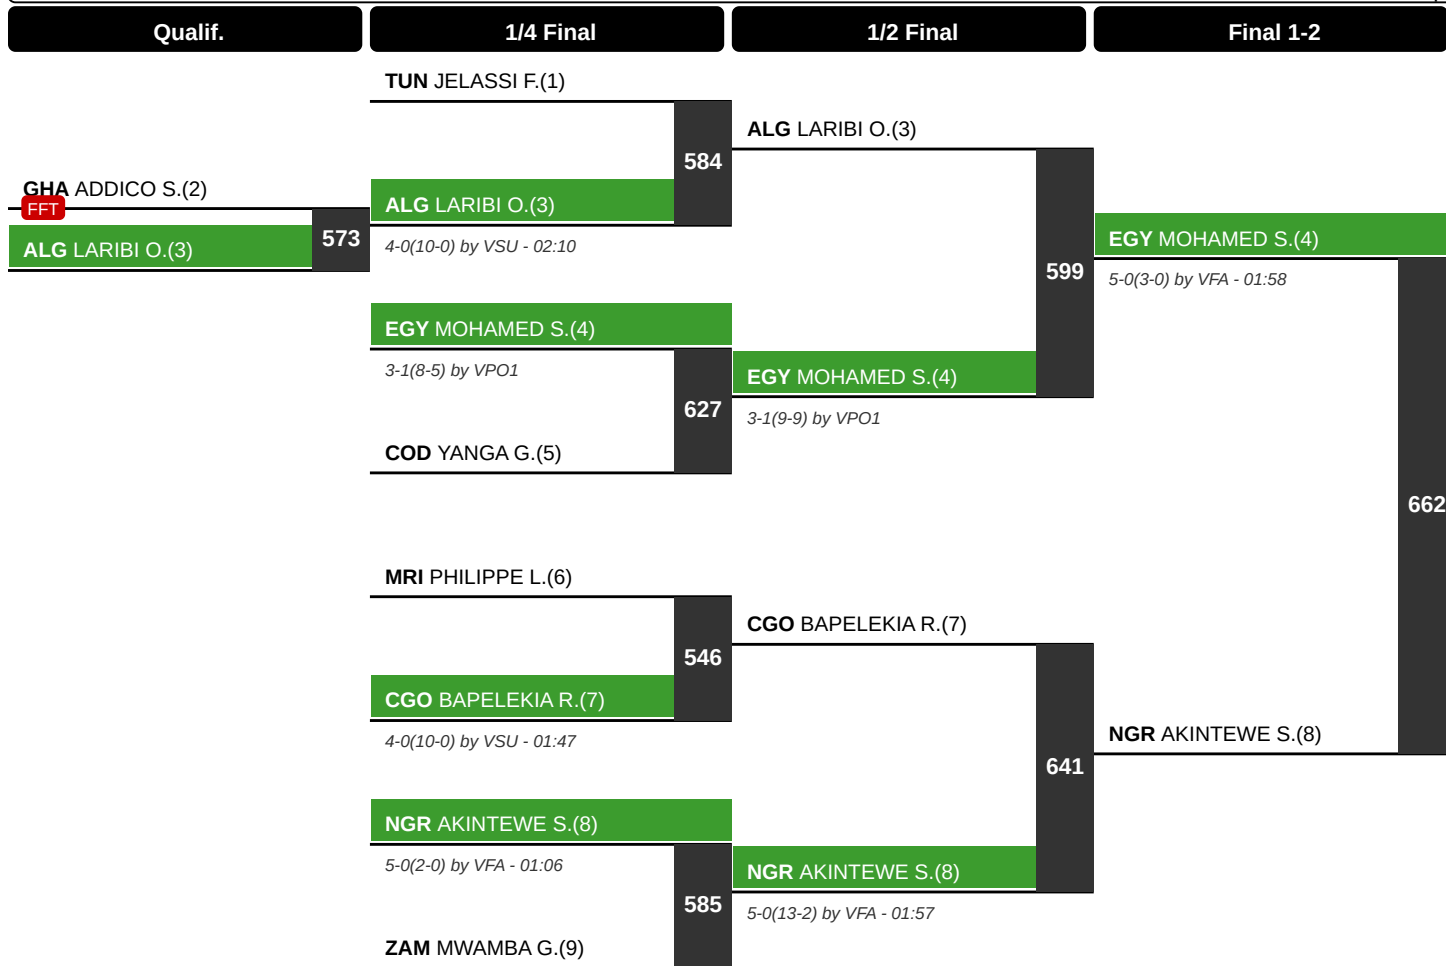 Qualif.
1/4 Final
1/2 Final
Final 1-2
GHA ADDICO S.(2)
FFT
ALG LARIBI O.(3)
573
TUN JELASSI F.(1)
584
ALG LARIBI O.(3)
4-0(10-0) by VSU - 02:10
EGY MOHAMED S.(4)
3-1(8-5) by VPO1
627
COD YANGA G.(5)
MRI PHILIPPE L.(6)
546
CGO BAPELEKIA R.(7)
4-0(10-0) by VSU - 01:47
NGR AKINTEWE S.(8)
5-0(2-0) by VFA - 01:06
585
ZAM MWAMBA G.(9)
ALG LARIBI O.(3)
599
EGY MOHAMED S.(4)
3-1(9-9) by VPO1
CGO BAPELEKIA R.(7)
641
NGR AKINTEWE S.(8)
5-0(13-2) by VFA - 01:57
EGY MOHAMED S.(4)
5-0(3-0) by VFA - 01:58
662
NGR AKINTEWE S.(8)